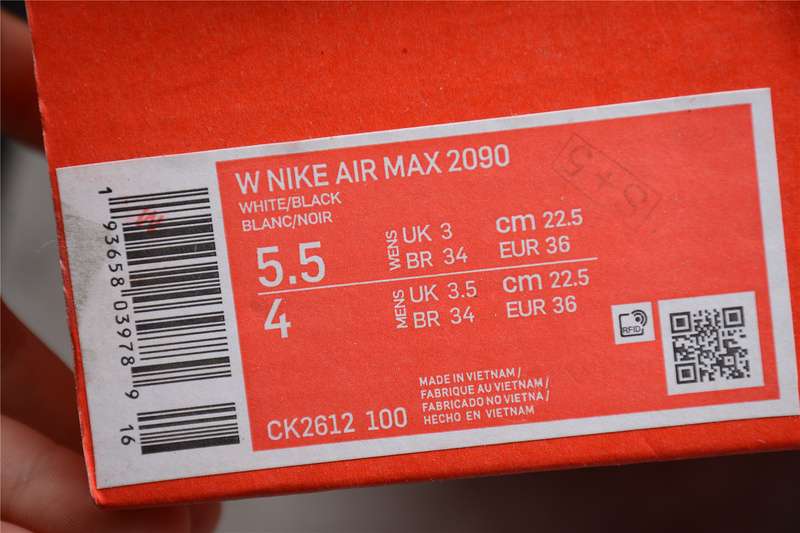 W NIKE AIR MAX 2090
WHITE/BLACK
BLANC/NOIR
5.5
WENS
UK 3
BR 34
cm 22.5
EUR 36
4
MENS
UK 3.5
BR 34
cm 22.5
EUR 36
RFID
MADE IN VIETNAM /
FABRIQUE AU VIETNAM /
FABRICADO NO VIETNA /
HECHO EN VIETNAM
CK2612 100
1 93658 03978 9
16
S+S